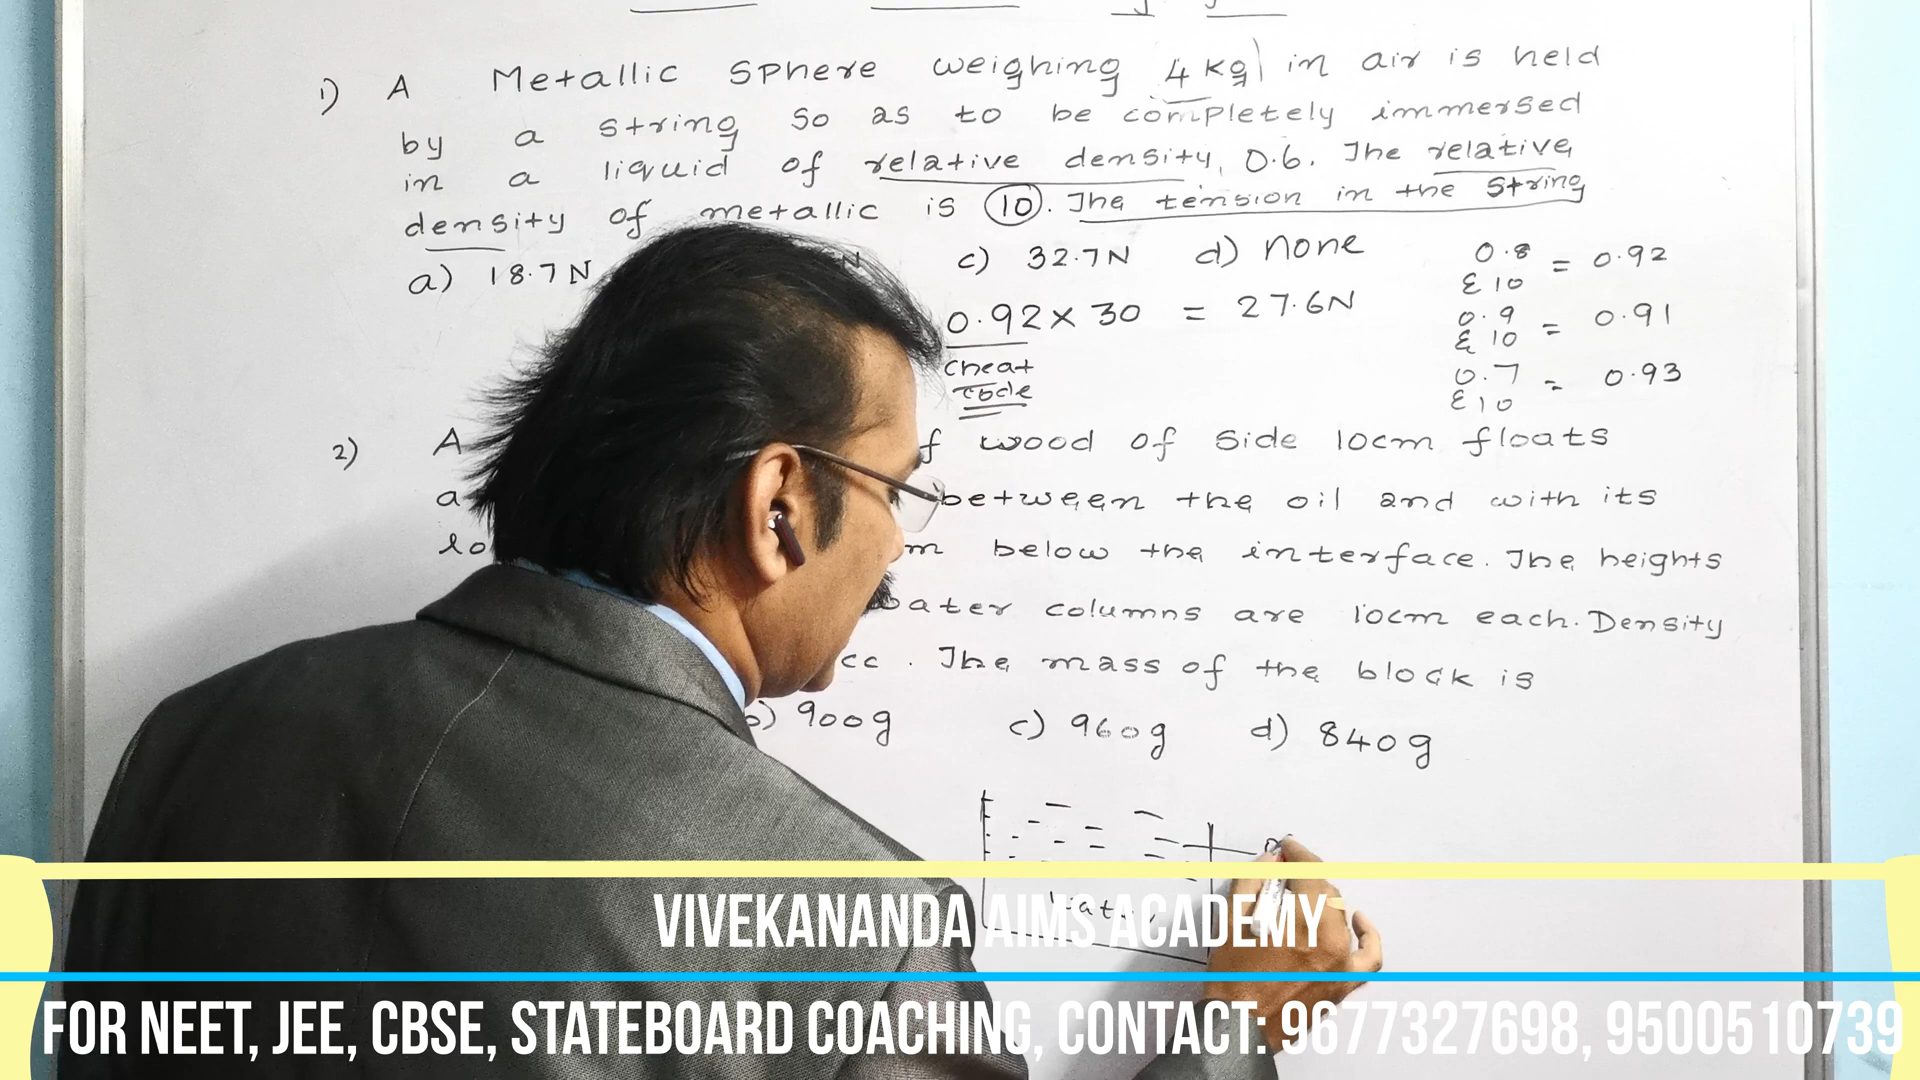 1) A Metallic Sphere weighing 4 kg in air is held
by a string so as to be completely immersed
in a liquid of relative density, 0.6. The relative
density of metallic is 10. The tension in the string
a) 18.7N N c) 32.7N d) none
0.92 x 30 = 27.6N
cheat
code
0.8
& 10 = 0.92
0.9
& 10 = 0.91
0.7
& 10 = 0.93
2) A of wood of side 10cm floats
between the oil and with its
lo m below the interface. The heights
water columns are 10cm each. Density
cc. The mass of the block is
b) 900g c) 960g d) 840g
VIVEKANANDA AIMS ACADEMY
FOR NEET, JEE, CBSE, STATEBOARD COACHING, CONTACT: 9677327698, 9500510739